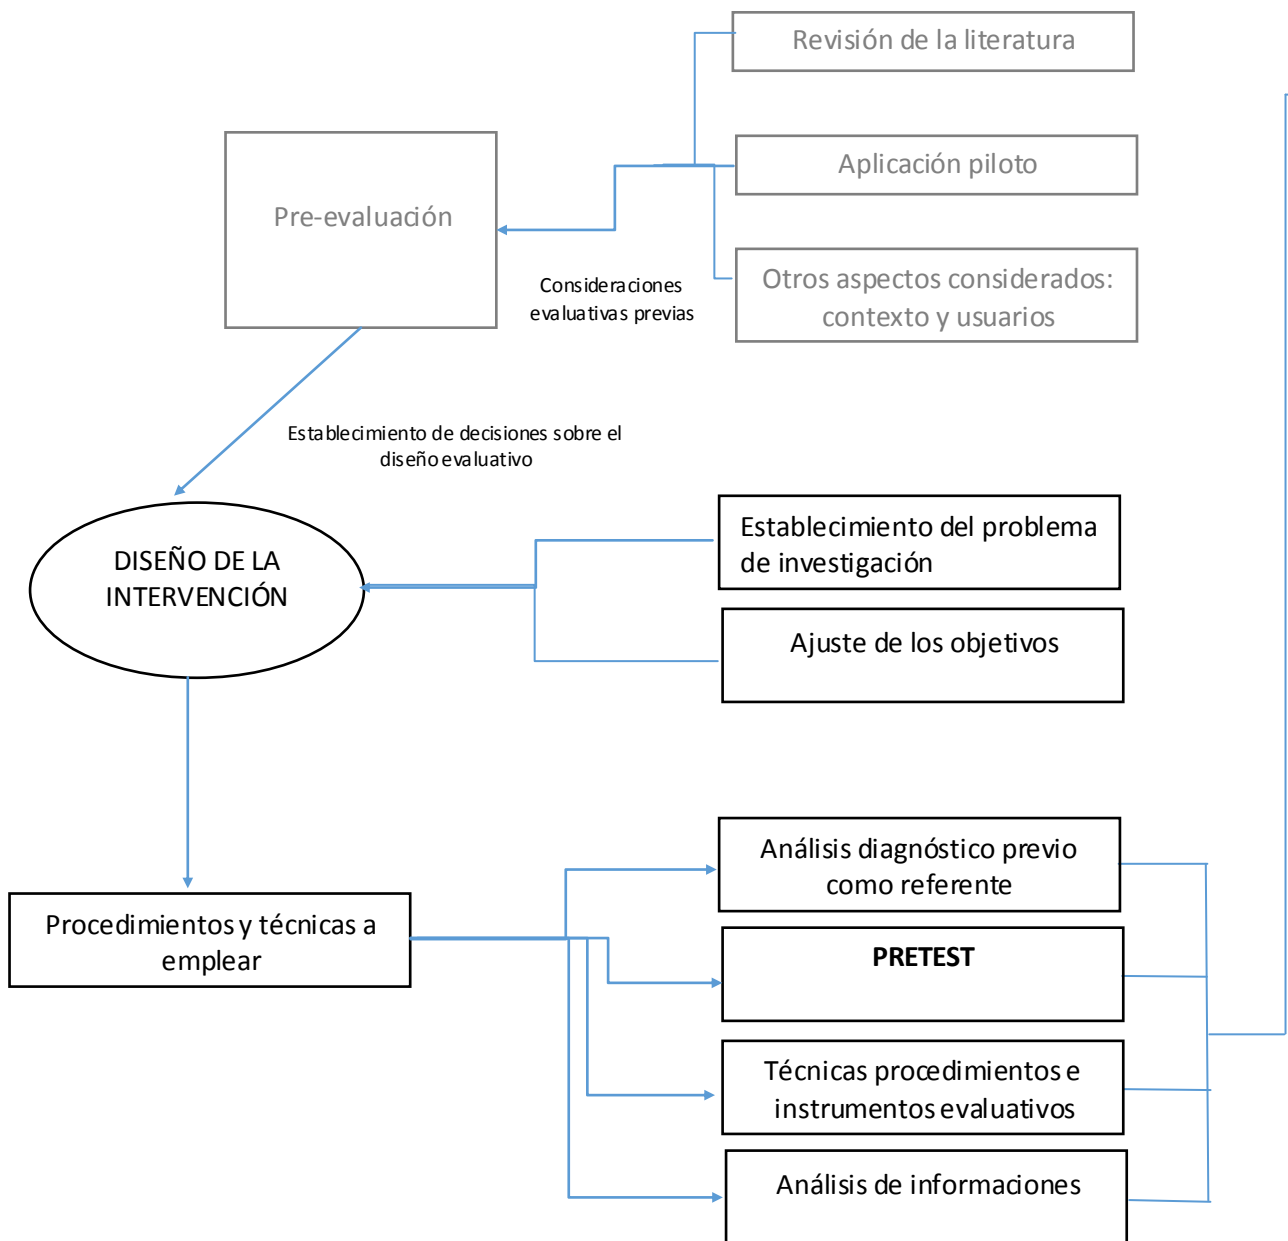 Revisión de la literatura
Aplicación piloto
Pre-evaluación
Otros aspectos considerados:
contexto y usuarios
Consideraciones
evaluativas previas
Establecimiento de decisiones sobre el
diseño evaluativo
Establecimiento del problema
de investigación
DISEÑO DE LA
INTERVENCIÓN
Ajuste de los objetivos
Análisis diagnóstico previo
como referente
Procedimientos y técnicas a
emplear
PRETEST
Técnicas procedimientos e
instrumentos evaluativos
Análisis de informaciones